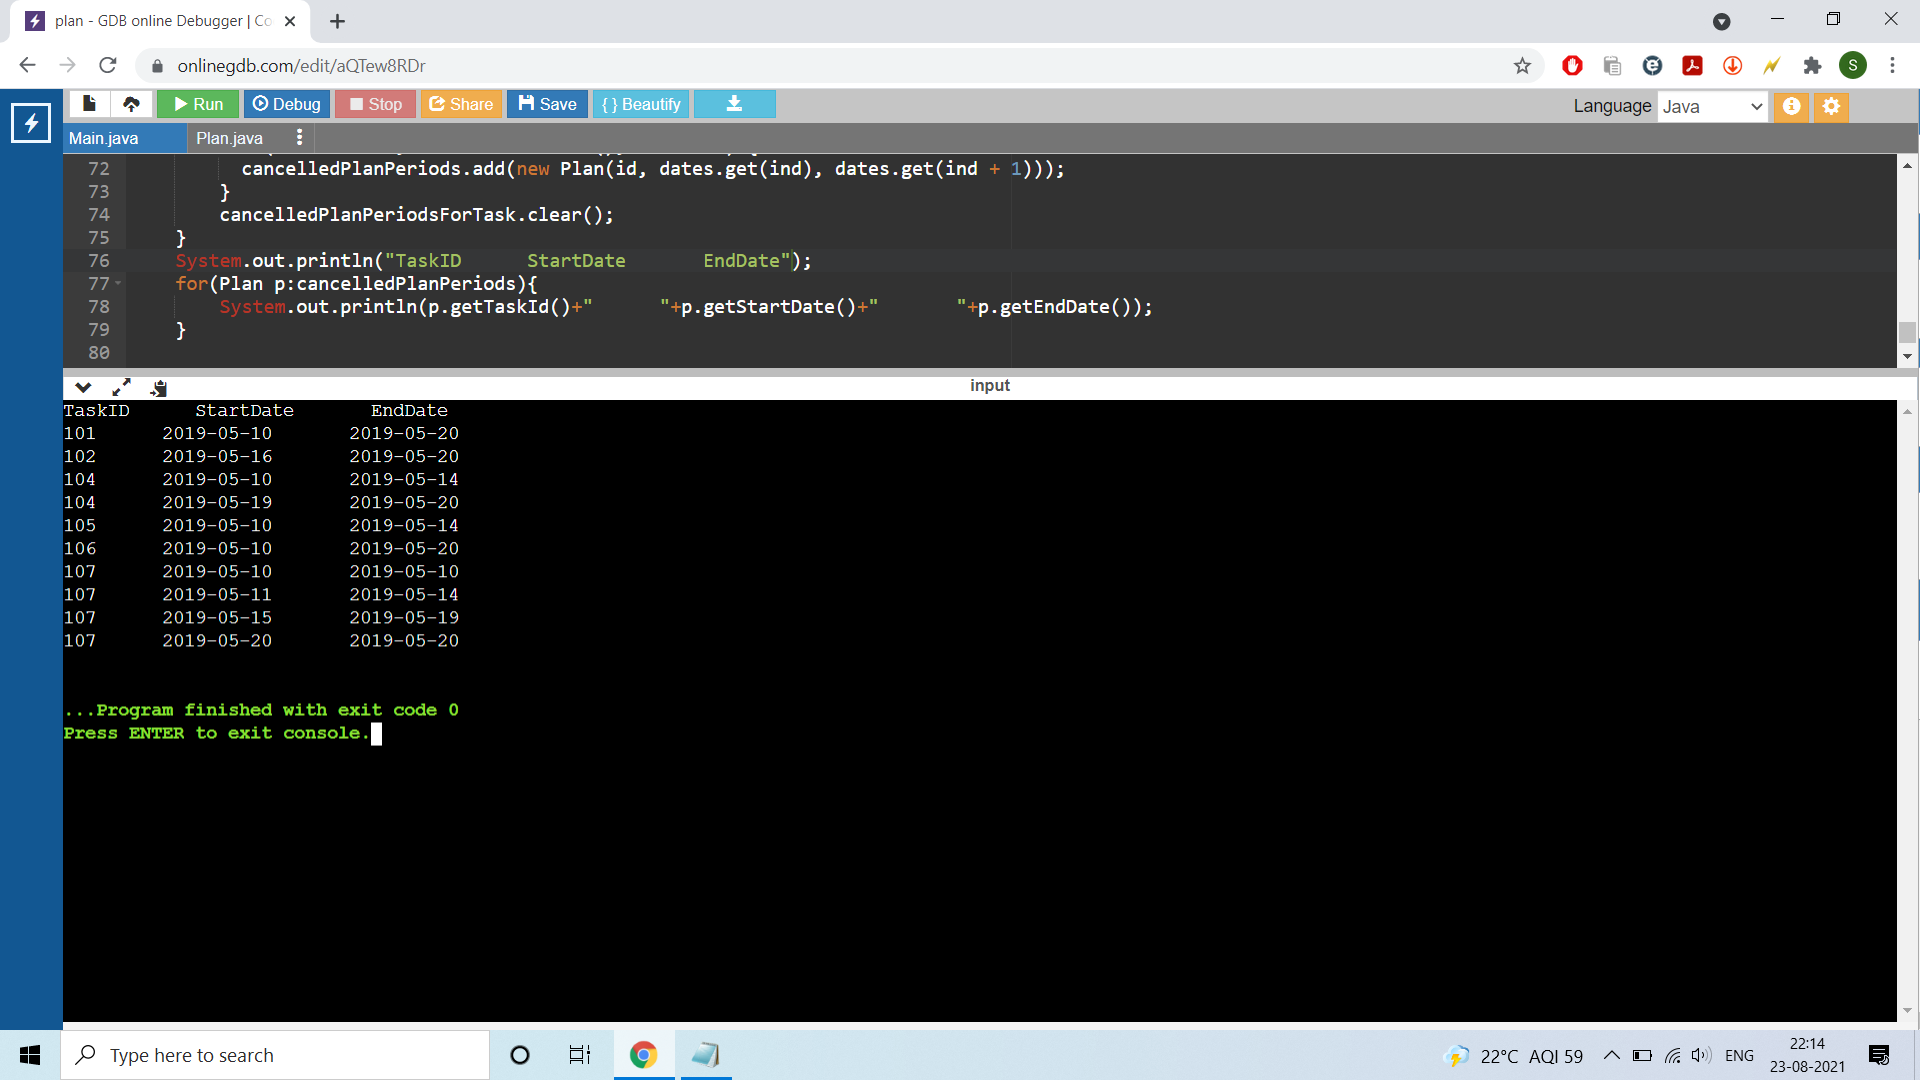 plan - GDB online Debugger | Co
onlinegdb.com/edit/aQTew8RDr
S
Run Debug Stop Share Save { } Beautify
Language Java
Main.java Plan.java
72 cancelledPlanPeriods.add(new Plan(id, dates.get(ind), dates.get(ind + 1)));
73 }
74 cancelledPlanPeriodsForTask.clear();
75 }
76 System.out.println("TaskID      StartDate       EndDate");
77 for(Plan p:cancelledPlanPeriods){
78 System.out.println(p.getTaskId()+"      "+p.getStartDate()+"       "+p.getEndDate());
79 }
80
input
TaskID      StartDate       EndDate
101      2019-05-10       2019-05-20
102      2019-05-16       2019-05-20
104      2019-05-10       2019-05-14
104      2019-05-19       2019-05-20
105      2019-05-10       2019-05-14
106      2019-05-10       2019-05-20
107      2019-05-10       2019-05-10
107      2019-05-11       2019-05-14
107      2019-05-15       2019-05-19
107      2019-05-20       2019-05-20
...Program finished with exit code 0
Press ENTER to exit console.
Type here to search
22°C AQI 59
ENG
22:14
23-08-2021